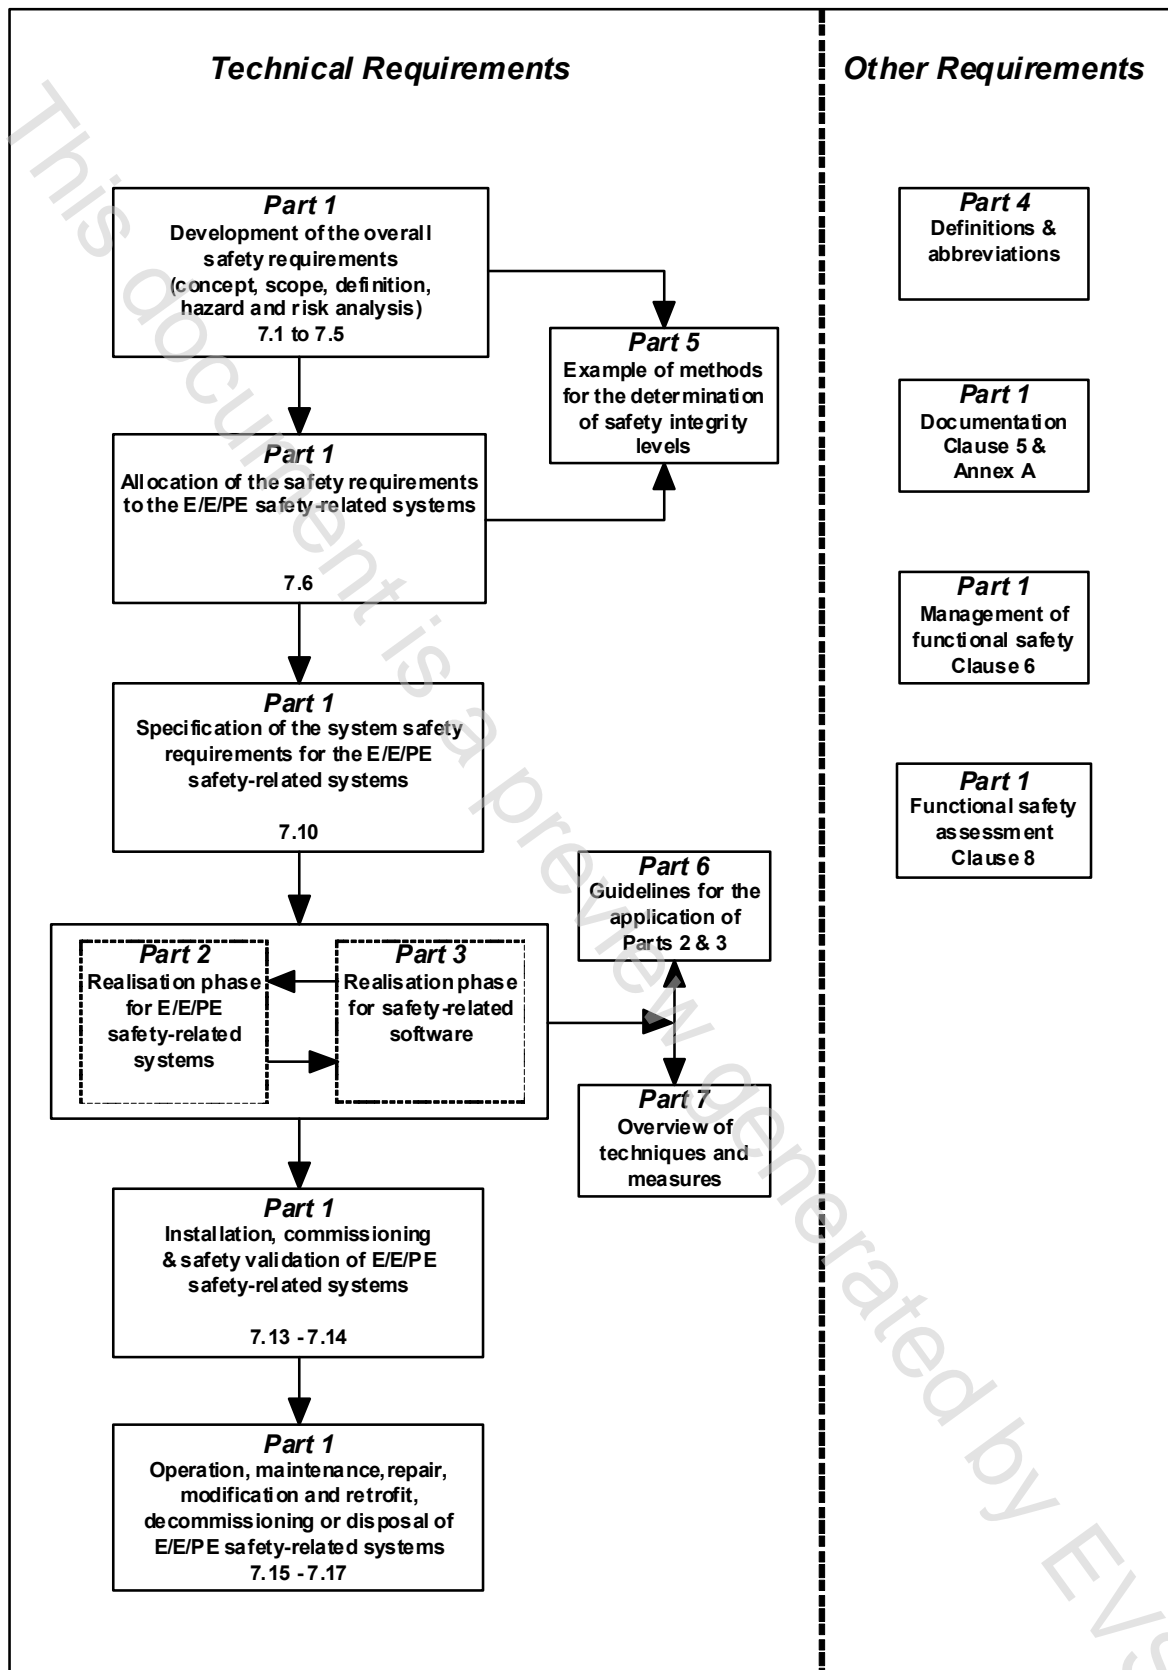 Technical Requirements
Other Requirements
Part 1
Development of the overall
safety requirements
(concept, scope, definition,
hazard and risk analysis)
7.1 to 7.5
Part 5
Example of methods
for the determination
of safety integrity
levels
Part 1
Allocation of the safety requirements
to the E/E/PE safety-related systems
7.6
Part 1
Specification of the system safety
requirements for the E/E/PE
safety-related systems
7.10
Part 6
Guidelines for the
application of
Parts 2 & 3
Part 2
Realisation phase
for E/E/PE
safety-related
systems
Part 3
Realisation phase
for safety-related
software
Part 7
Overview of
techniques and
measures
Part 1
Installation, commissioning
& safety validation of E/E/PE
safety-related systems
7.13 - 7.14
Part 1
Operation, maintenance,repair,
modification and retrofit,
decommissioning or disposal of
E/E/PE safety-related systems
7.15 - 7.17
Part 4
Definitions &
abbreviations
Part 1
Documentation
Clause 5 &
Annex A
Part 1
Management of
functional safety
Clause 6
Part 1
Functional safety
assessment
Clause 8
This document is a preview generated by EVS